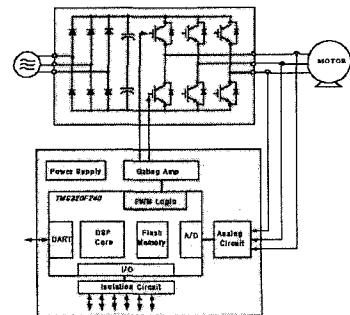 MOTOR
Power Supply
Gating Amp
TMS320F240
PWM Logic
UART
DSP
Core
Flash
Memory
A/D
Analog
Circuit
I/O
Isolation Circuit